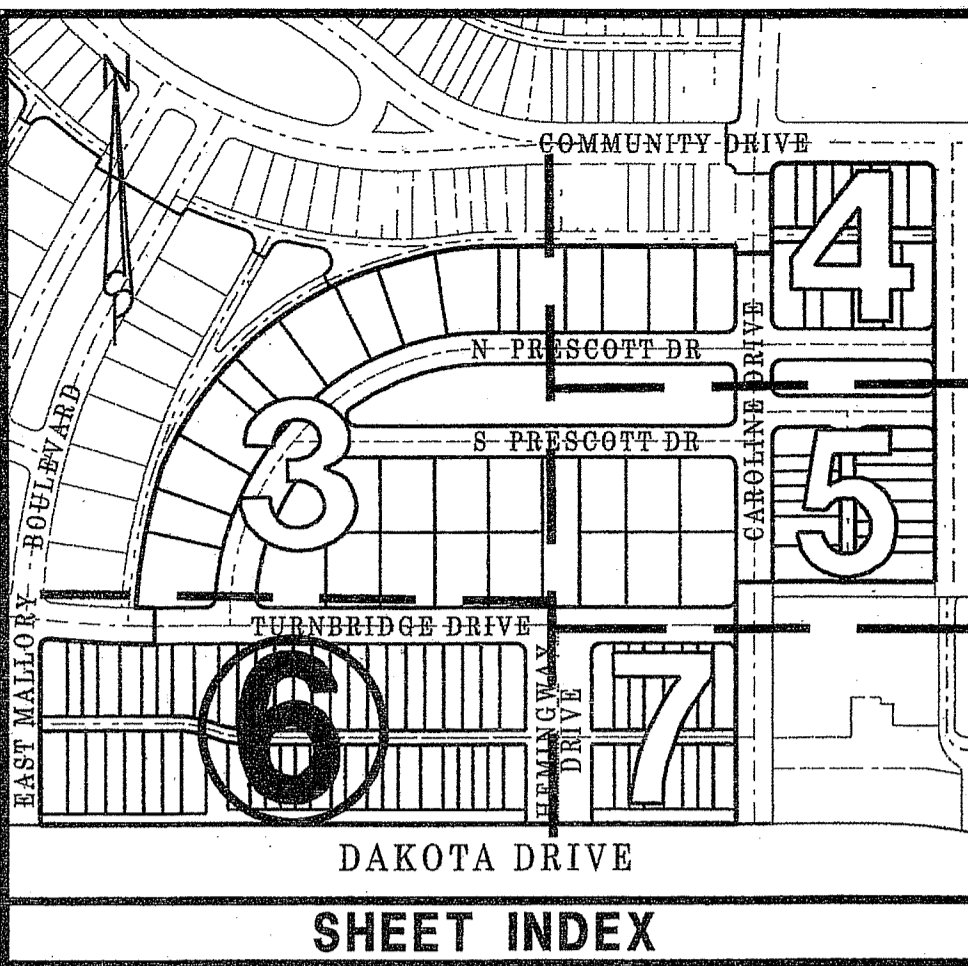 N
COMMUNITY DRIVE
4
N PRESCOTT DR
CAROLINE DRIVE
3
S PRESCOTT DR
5
EAST MALLORY BOULEVARD
TURNBRIDGE DRIVE
6
HEMINGWAY
DRIVE
7
DAKOTA DRIVE
SHEET INDEX